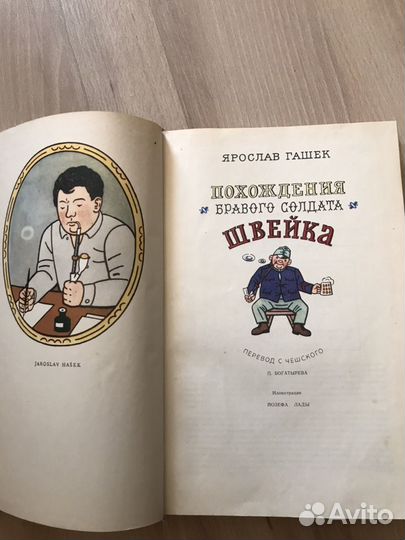 JAROSLAV HAŠEK
ЯРОСЛАВ ГАШЕК
ПОХОЖДЕНИЯ
БРАВОГО СОЛДАТА
ШВЕЙКА
ПЕРЕВОД С ЧЕШСКОГО
П. БОГАТЫРЕВА
Иллюстрации
ЙОЗЕФА ЛАДЫ
Avito